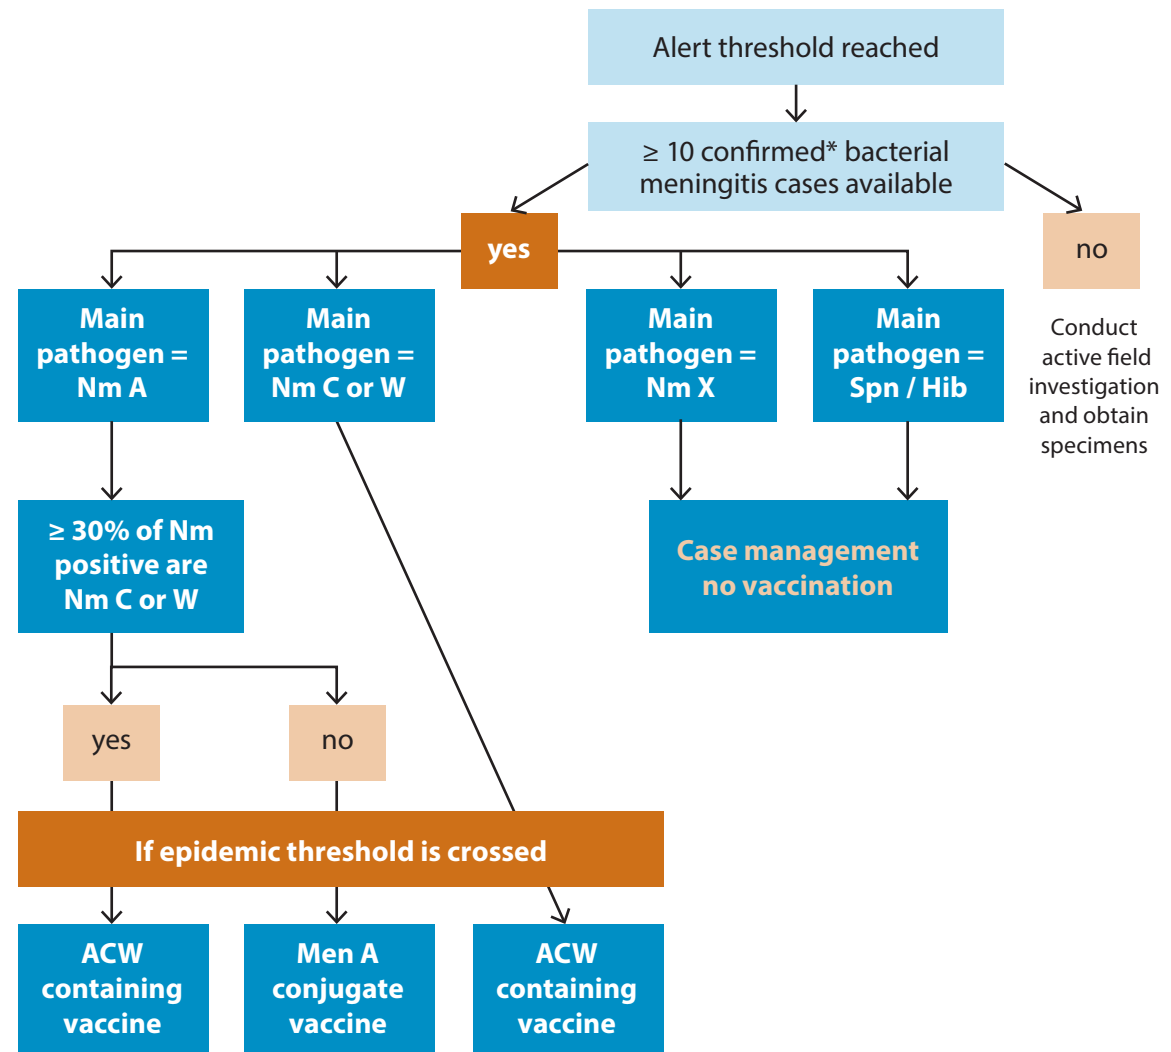 Alert threshold reached
≥ 10 confirmed* bacterial
meningitis cases available
yes
no
Main
pathogen =
Nm A
Main
pathogen =
Nm C or W
Main
pathogen =
Nm X
Main
pathogen =
Spn / Hib
Conduct
active field
investigation
and obtain
specimens
≥ 30% of Nm
positive are
Nm C or W
Case management
no vaccination
yes
no
If epidemic threshold is crossed
ACW
containing
vaccine
Men A
conjugate
vaccine
ACW
containing
vaccine